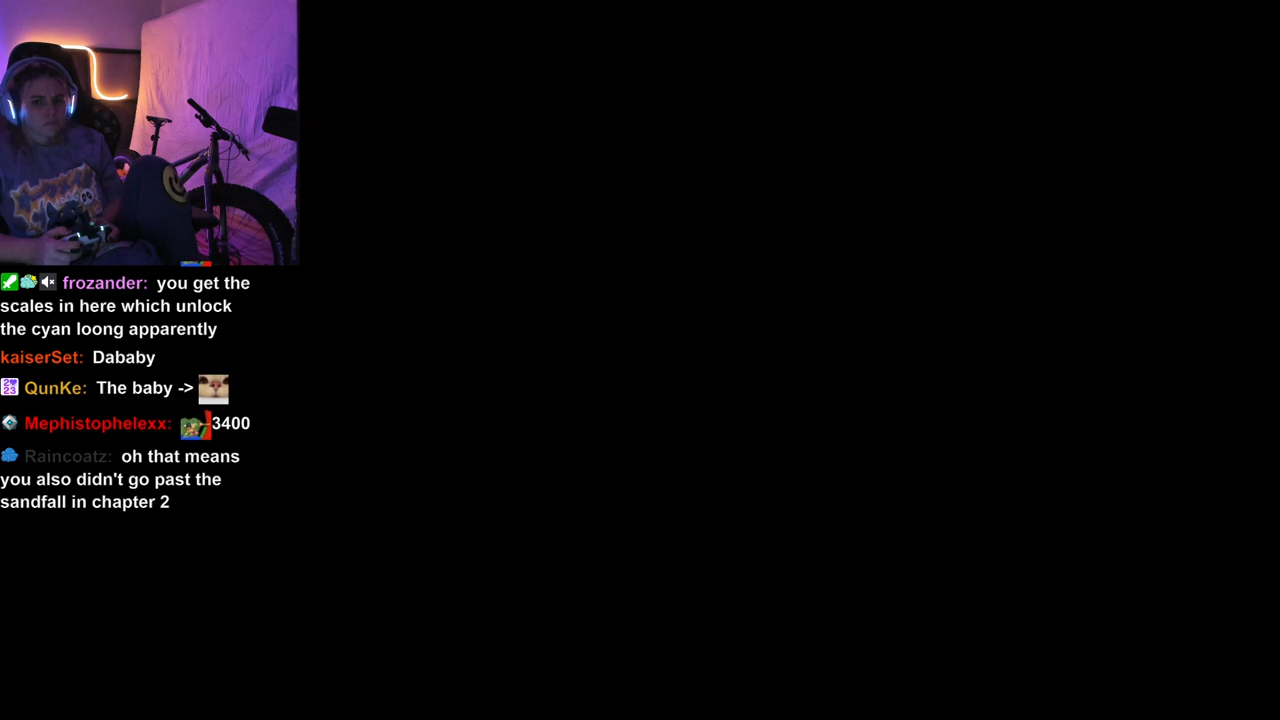 frozander: you get the
scales in here which unlock
the cyan loong apparently
kaiserSet: Dababy
QunKe: The baby ->
Mephistophelexx: 3400
Raincoatz: oh that means
you also didn't go past the
sandfall in chapter 2